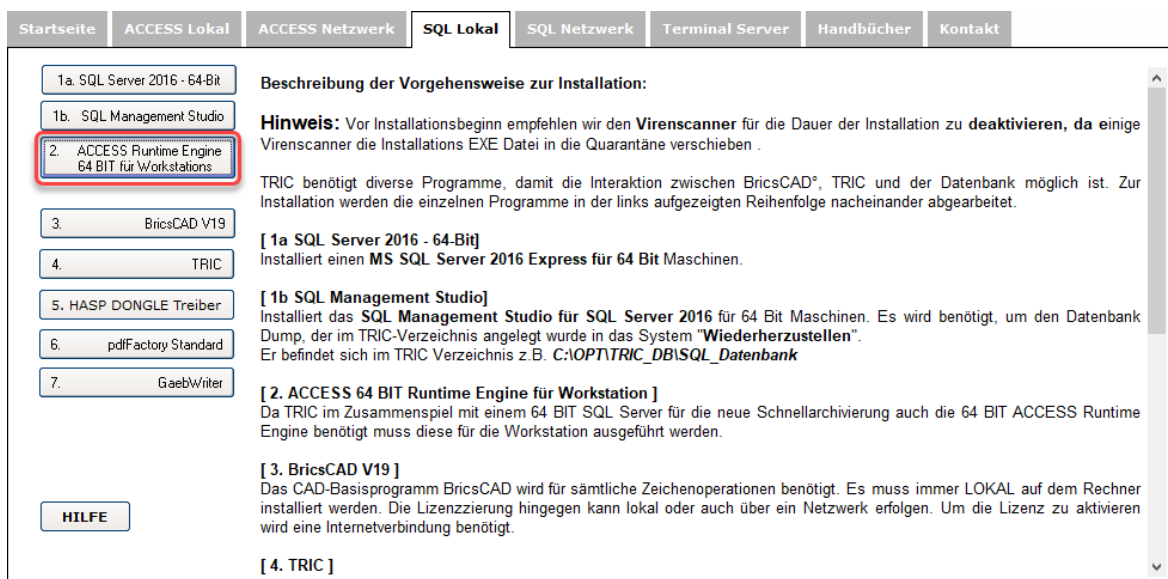 Startseite ACCESS Lokal ACCESS Netzwerk SQL Lokal SQL Netzwerk Terminal Server Handbücher Kontakt
1a. SQL Server 2016 - 64-Bit
1b. SQL Management Studio
2. ACCESS Runtime Engine
64 BIT für Workstations
3. BricsCAD V19
4. TRIC
5. HASP DONGLE Treiber
6. pdfFactory Standard
7. GaebWriter
HILFE
Beschreibung der Vorgehensweise zur Installation:
Hinweis: Vor Installationsbeginn empfehlen wir den Virenscanner für die Dauer der Installation zu deaktivieren, da einige
Virenscanner die Installations EXE Datei in die Quarantäne verschieben .
TRIC benötigt diverse Programme, damit die Interaktion zwischen BricsCAD°, TRIC und der Datenbank möglich ist. Zur
Installation werden die einzelnen Programme in der links aufgezeigten Reihenfolge nacheinander abgearbeitet.
[ 1a SQL Server 2016 - 64-Bit]
Installiert einen MS SQL Server 2016 Express für 64 Bit Maschinen.
[ 1b SQL Management Studio]
Installiert das SQL Management Studio für SQL Server 2016 für 64 Bit Maschinen. Es wird benötigt, um den Datenbank
Dump, der im TRIC-Verzeichnis angelegt wurde in das System "Wiederherzustellen".
Er befindet sich im TRIC Verzeichnis z.B. C:\OPT\TRIC_DB\SQL_Datenbank
[ 2. ACCESS 64 BIT Runtime Engine für Workstation ]
Da TRIC im Zusammenspiel mit einem 64 BIT SQL Server für die neue Schnellarchivierung auch die 64 BIT ACCESS Runtime
Engine benötigt muss diese für die Workstation ausgeführt werden.
[ 3. BricsCAD V19 ]
Das CAD-Basisprogramm BricsCAD wird für sämtliche Zeichenoperationen benötigt. Es muss immer LOKAL auf dem Rechner
installiert werden. Die Lizenzzierung hingegen kann lokal oder auch über ein Netzwerk erfolgen. Um die Lizenz zu aktivieren
wird eine Internetverbindung benötigt.
[ 4. TRIC ]